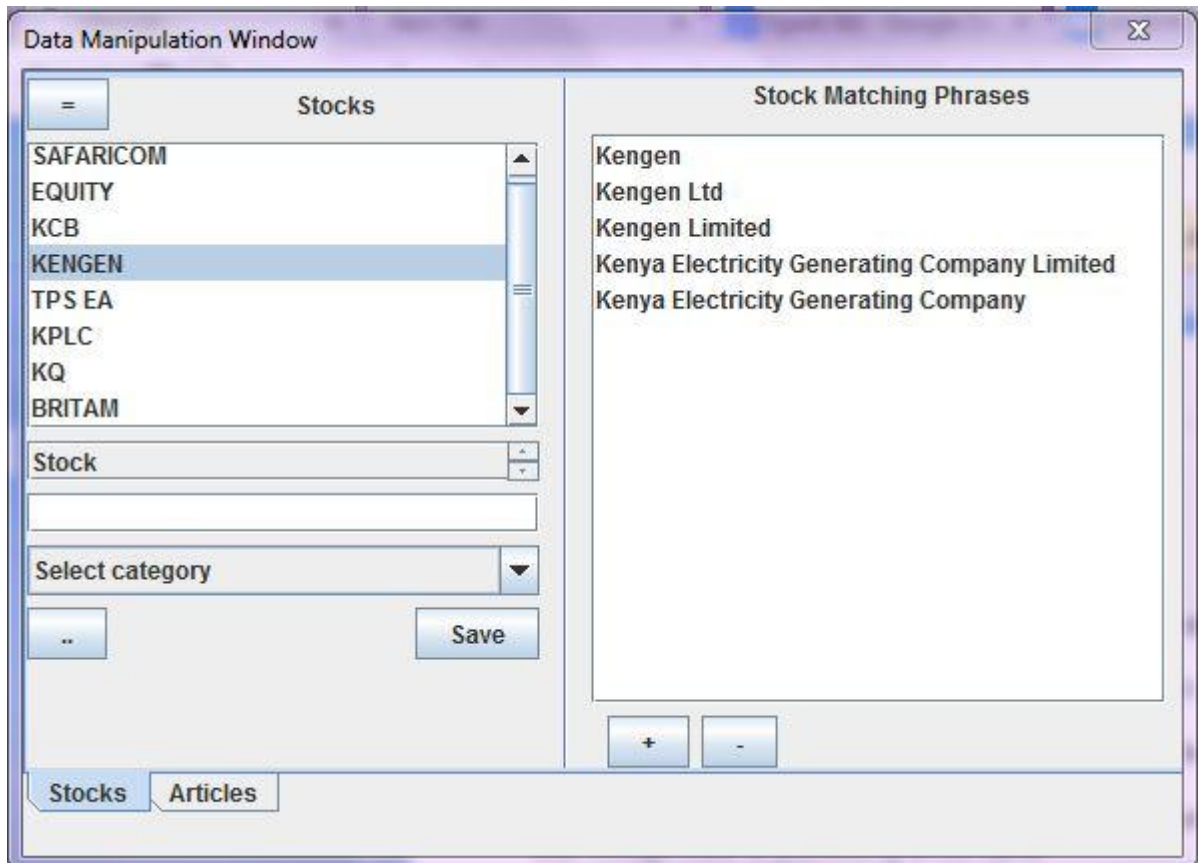 Data Manipulation Window
=
Stocks
SAFARICOM
EQUITY
KCB
KENGEN
TPS EA
KPLC
KQ
BRITAM
Stock
Select category
..
Save
Stock Matching Phrases
Kengen
Kengen Ltd
Kengen Limited
Kenya Electricity Generating Company Limited
Kenya Electricity Generating Company
+ -
Stocks Articles